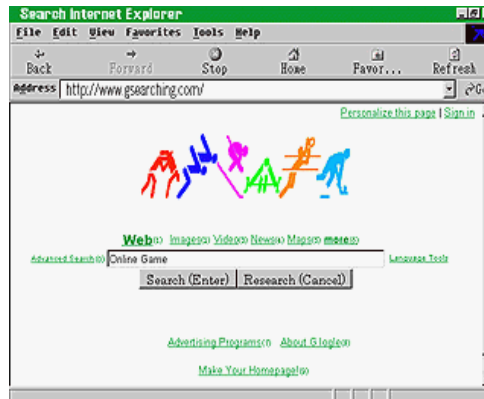 Search Internet Explorer
File Edit View Favorites Tools Help
Back Forward Stop Home Favor... Refresh
Address http://www.gsearching.com/
Personalize this page | Sign in
Web Images Videos News Maps more
Advanced Search Online Game Language Tools
Search (Enter) Research (Cancel)
Advertising Programs About G.logle
Make Your Homepage!